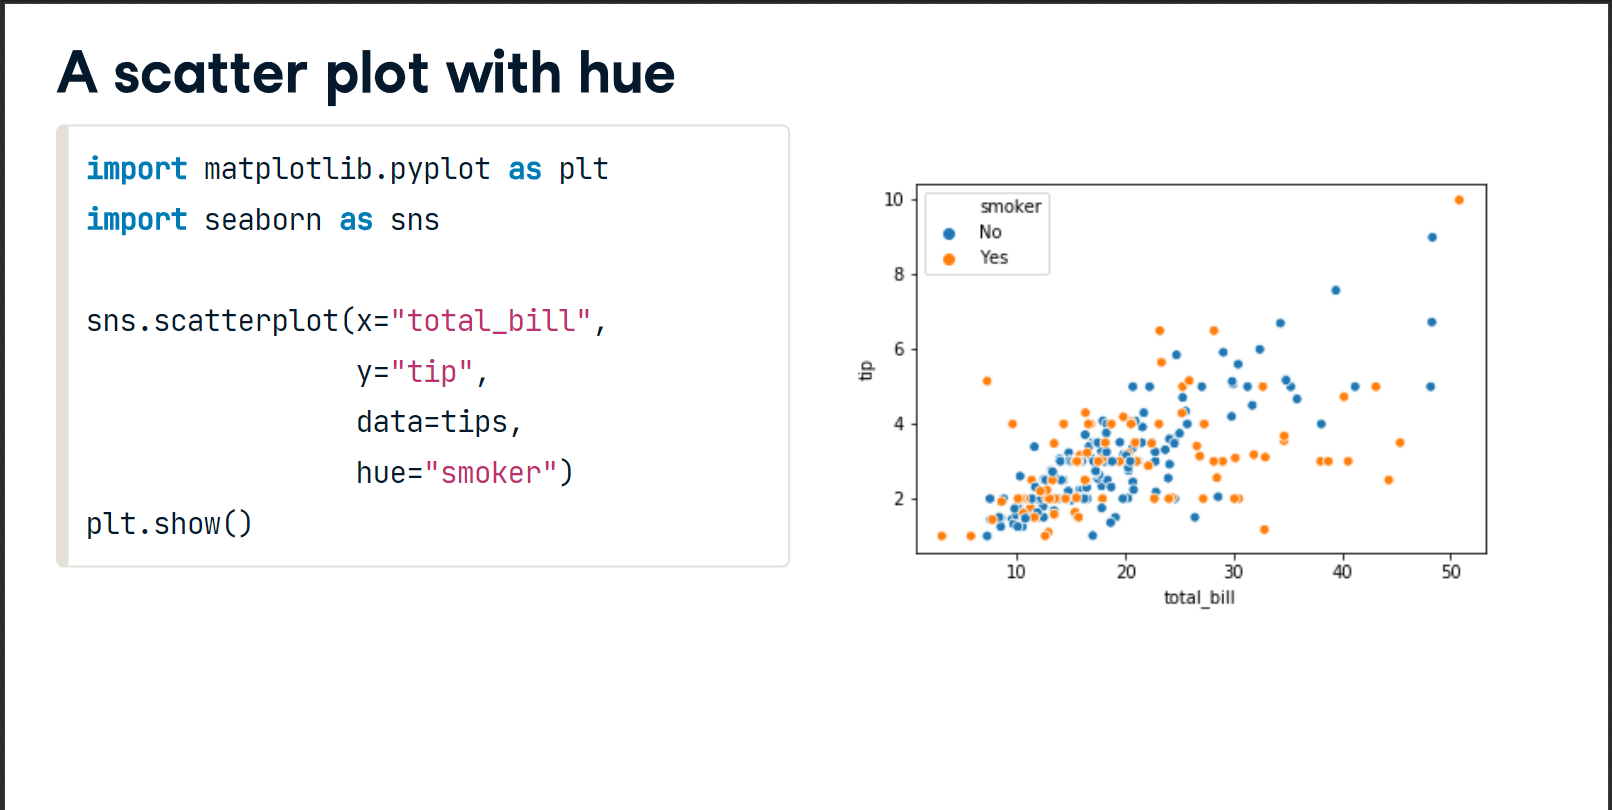 A scatter plot with hue
import matplotlib.pyplot as plt
import seaborn as sns
sns.scatterplot(x="total_bill",
y="tip",
data=tips,
hue="smoker")
plt.show()
smoker
No
Yes
10
8
6
4
2
tip
10 20 30 40 50
total_bill